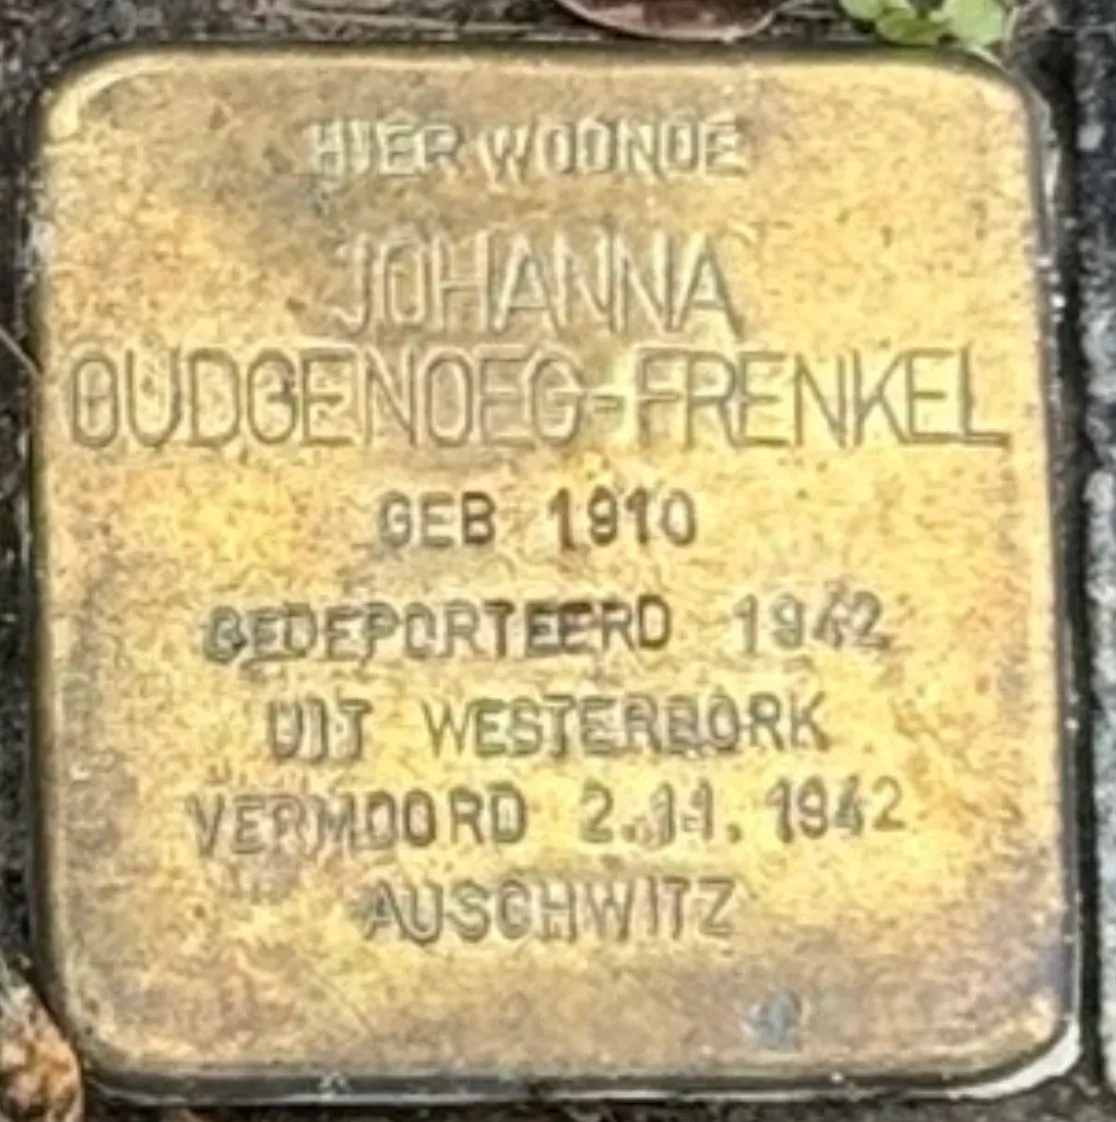 HIER WOONDE
JOHANNA
OUDGENOEG-FRENKEL
GEB 1910
GEDEPORTEERD 1942
UIT WESTERBORK
VERMOORD 2.11.1942
AUSCHWITZ